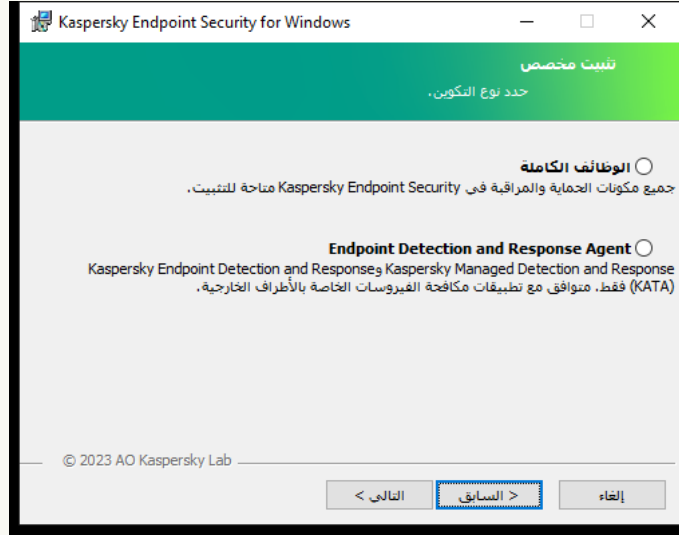 Kaspersky Endpoint Security for Windows
تثبيت مخصص
حدد نوع التكوين.
الوظائف الكاملة
جميع مكونات الحماية والمراقبة في Kaspersky Endpoint Security متاحة للتثبيت.
Endpoint Detection and Response Agent
Kaspersky Endpoint Detection and Responseو Kaspersky Managed Detection and Response
(KATA) فقط. متوافق مع تطبيقات مكافحة الفيروسات الخاصة بالأطراف الخارجية.
© 2023 AO Kaspersky Lab
التالي >
< السابق
إلغاء